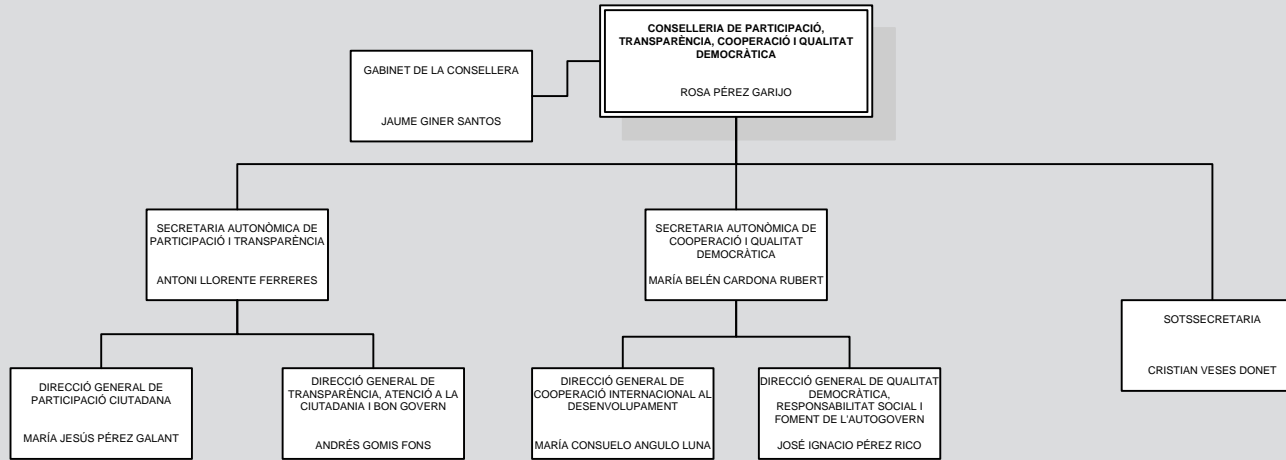 CONSELLERIA DE PARTICIPACIÓ,
TRANSPARÈNCIA, COOPERACIÓ I QUALITAT
DEMOCRÀTICA
ROSA PÉREZ GARIJO
GABINET DE LA CONSELLERA
JAUME GINER SANTOS
SECRETARIA AUTONÒMICA DE
PARTICIPACIÓ I TRANSPARÈNCIA
ANTONI LLORENTE FERRERES
SECRETARIA AUTONÒMICA DE
COOPERACIÓ I QUALITAT
DEMOCRÀTICA
MARÍA BELÉN CARDONA RUBERT
SOTSSECRETARIA
CRISTIAN VESES DONET
DIRECCIÓ GENERAL DE
PARTICIPACIÓ CIUTADANA
MARÍA JESÚS PÉREZ GALANT
DIRECCIÓ GENERAL DE
TRANSPARÈNCIA, ATENCIÓ A LA
CIUTADANIA I BON GOVERN
ANDRÉS GOMIS FONS
DIRECCIÓ GENERAL DE
COOPERACIÓ INTERNACIONAL AL
DESENVOLUPAMENT
MARÍA CONSUELO ANGULO LUNA
DIRECCIÓ GENERAL DE QUALITAT
DEMOCRÀTICA,
RESPONSABILITAT SOCIAL I
FOMENT DE L'AUTOGOVERN
JOSÉ IGNACIO PÉREZ RICO